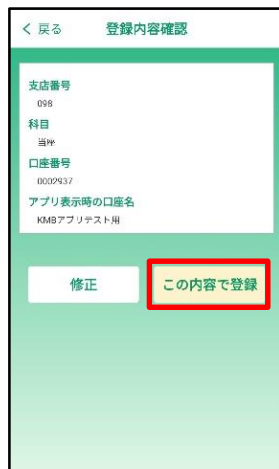 戻る 登録内容確認
支店番号
098
科目
当座
口座番号
0002937
アプリ表示時の口座名
KMBアプリテスト用
修正 この内容で登録